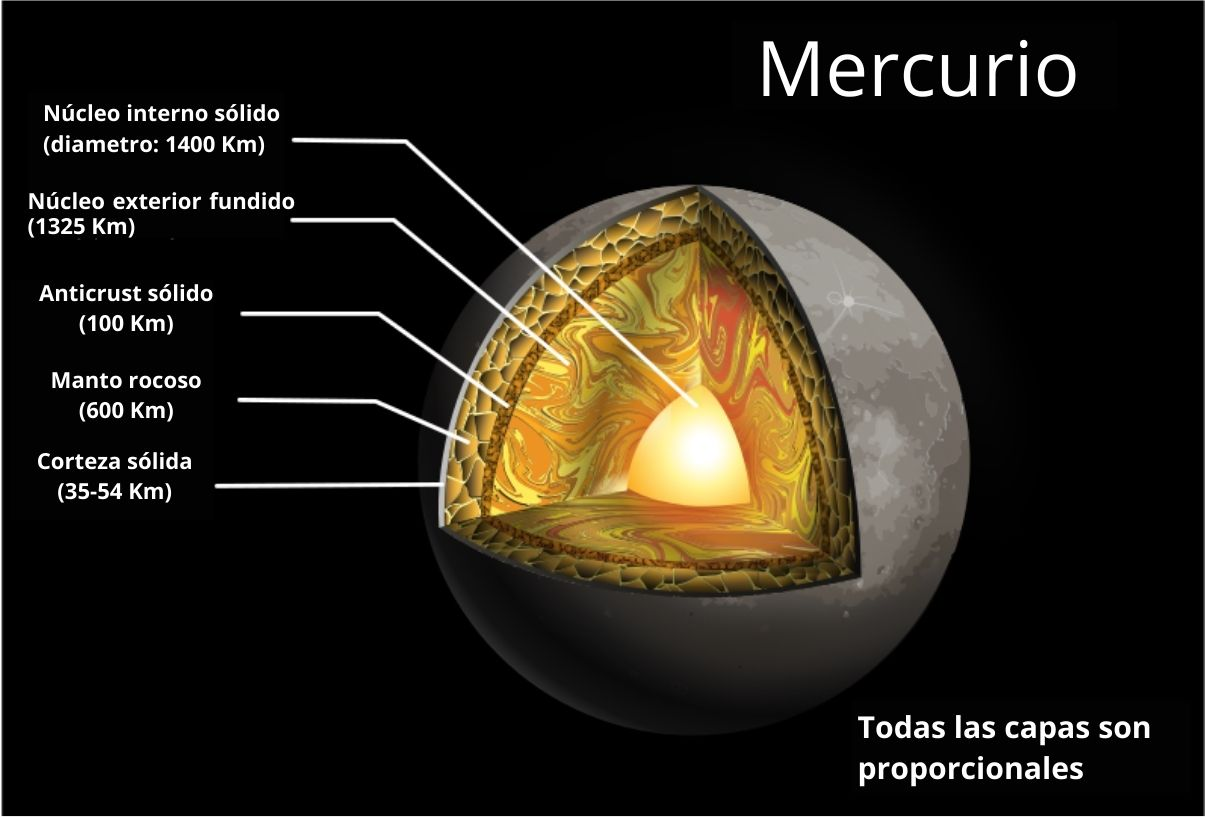 Mercurio
Núcleo interno sólido
(diametro: 1400 Km)
Núcleo exterior fundido
(1325 Km)
Anticrust sólido
(100 Km)
Manto rocoso
(600 Km)
Corteza sólida
(35-54 Km)
Todas las capas son
proporcionales